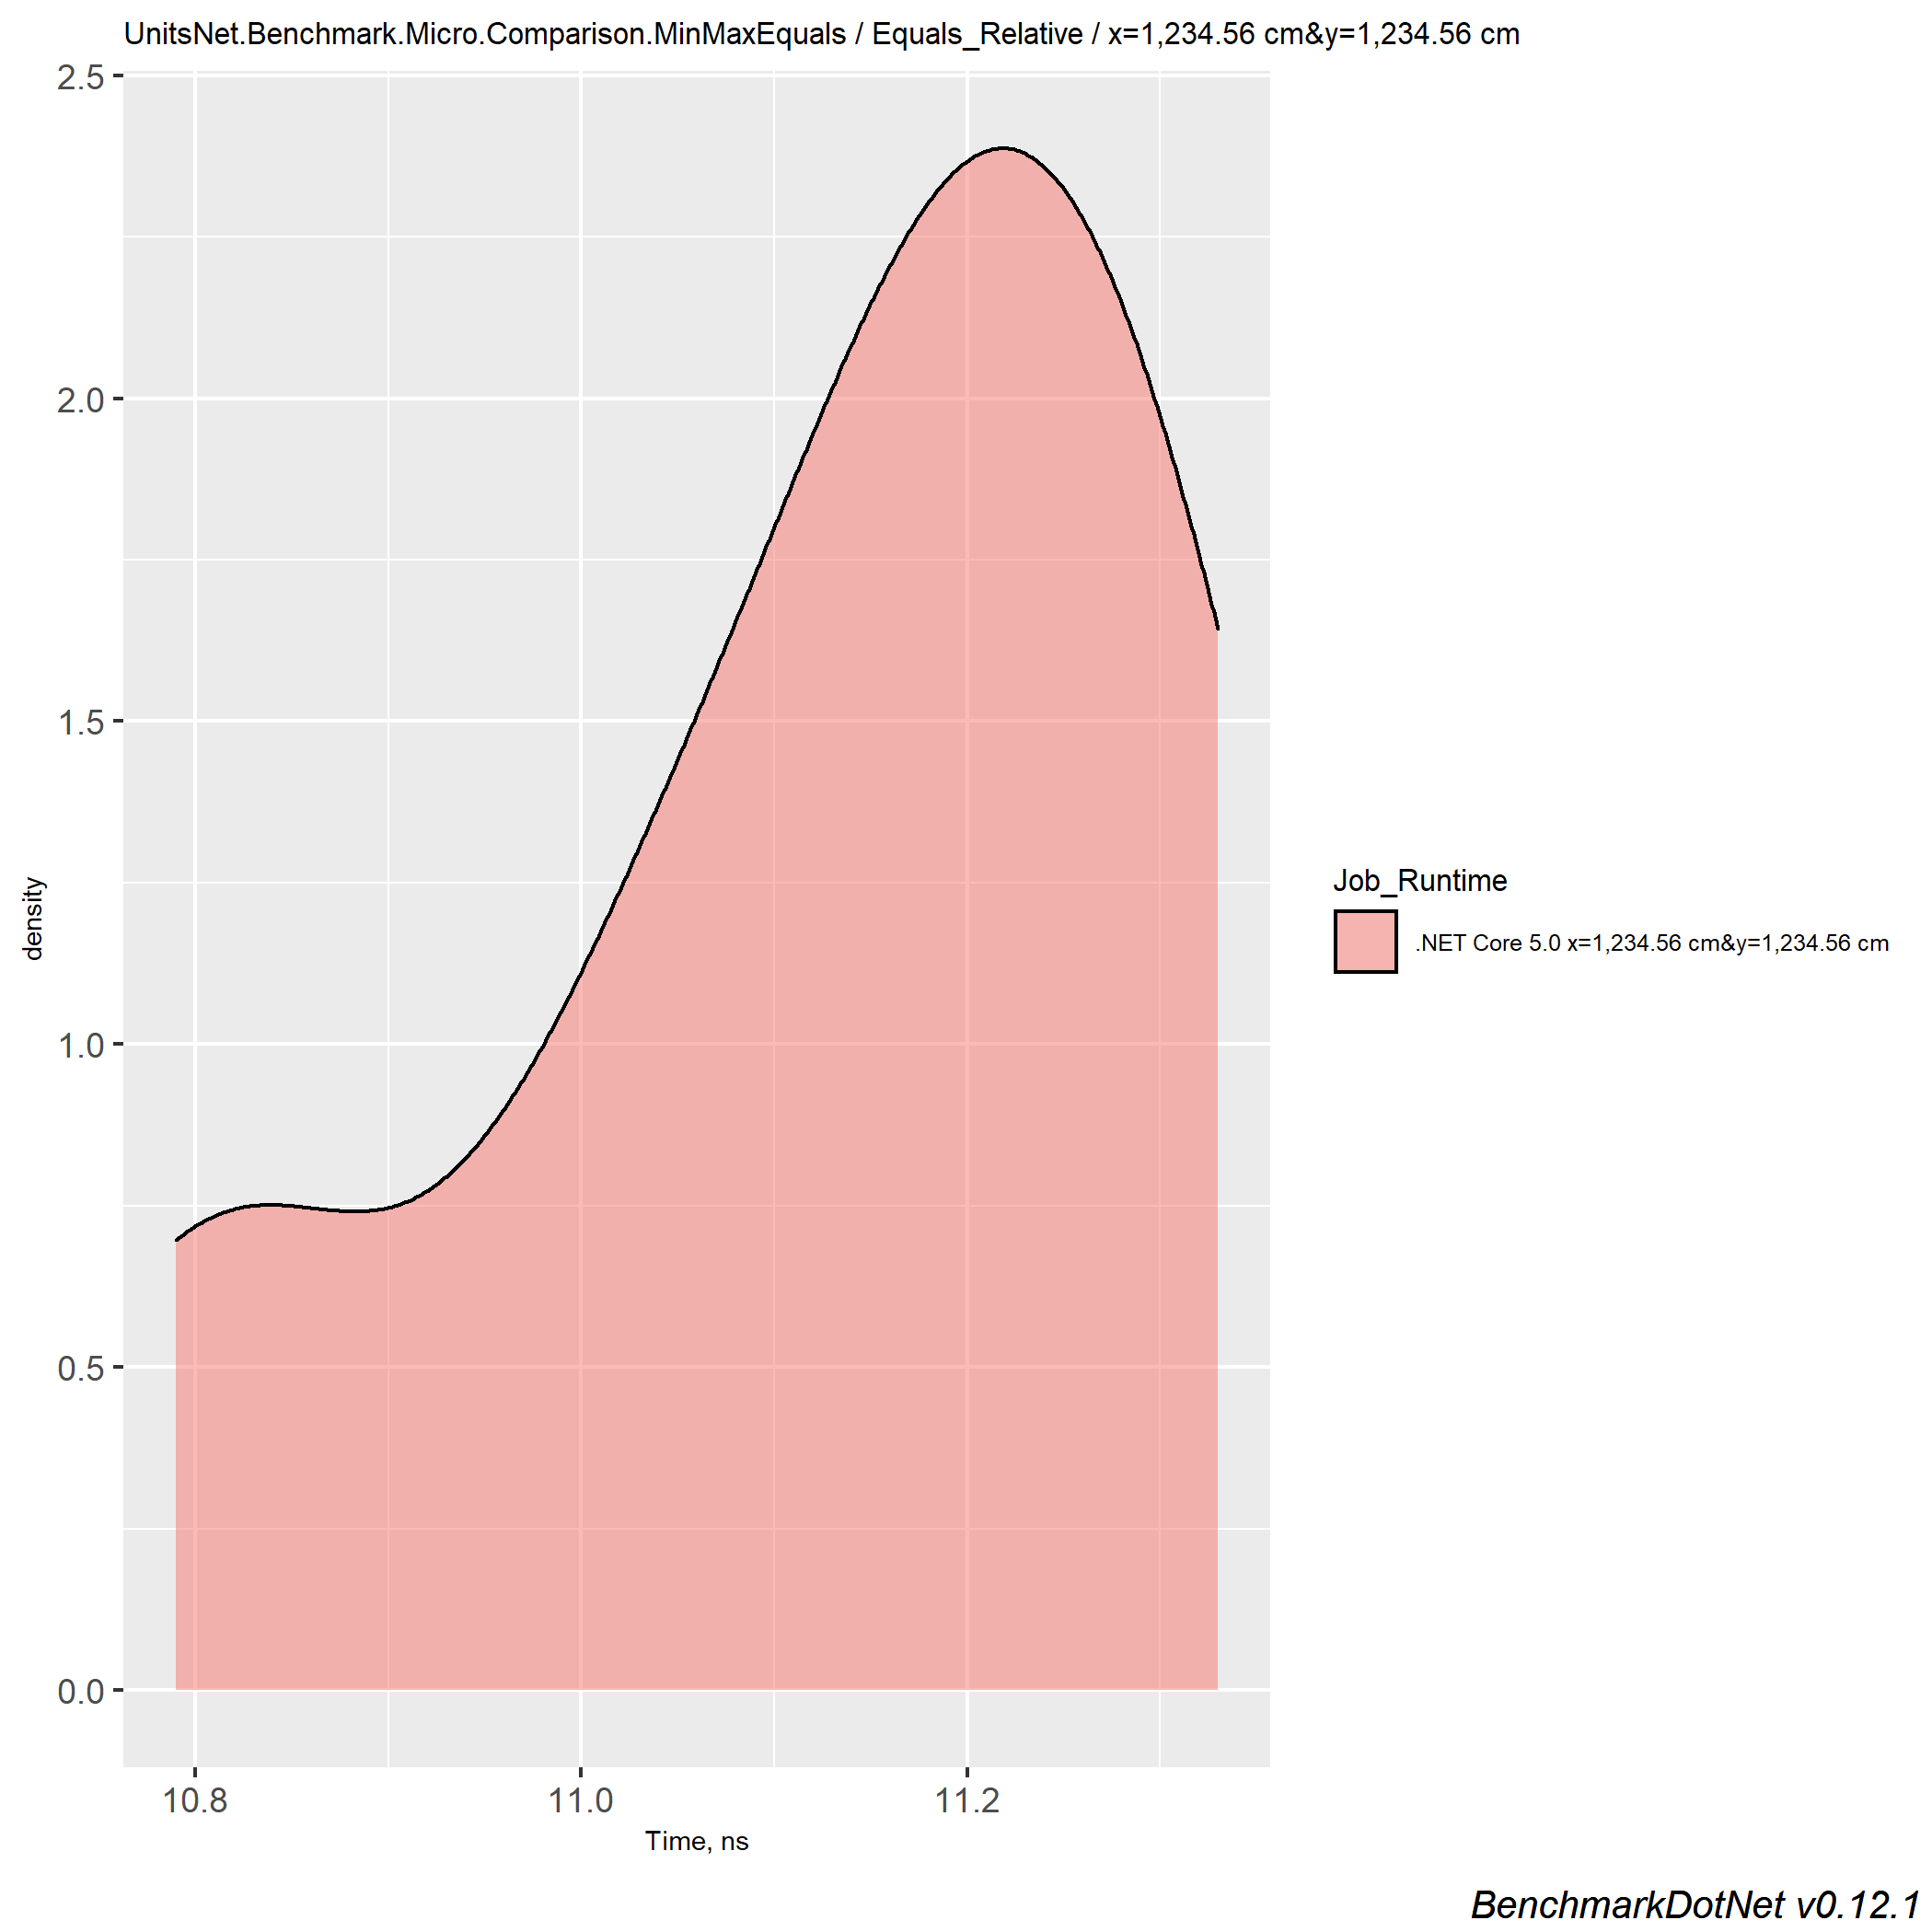 UnitsNet.Benchmark.Micro.Comparison.MinMaxEquals / Equals_Relative / x=1,234.56 cm&y=1,234.56 cm
2.5
2.0
1.5
1.0
0.5
0.0
density
10.8 11.0 11.2
Time, ns
Job_Runtime
.NET Core 5.0 x=1,234.56 cm&y=1,234.56 cm
BenchmarkDotNet v0.12.1